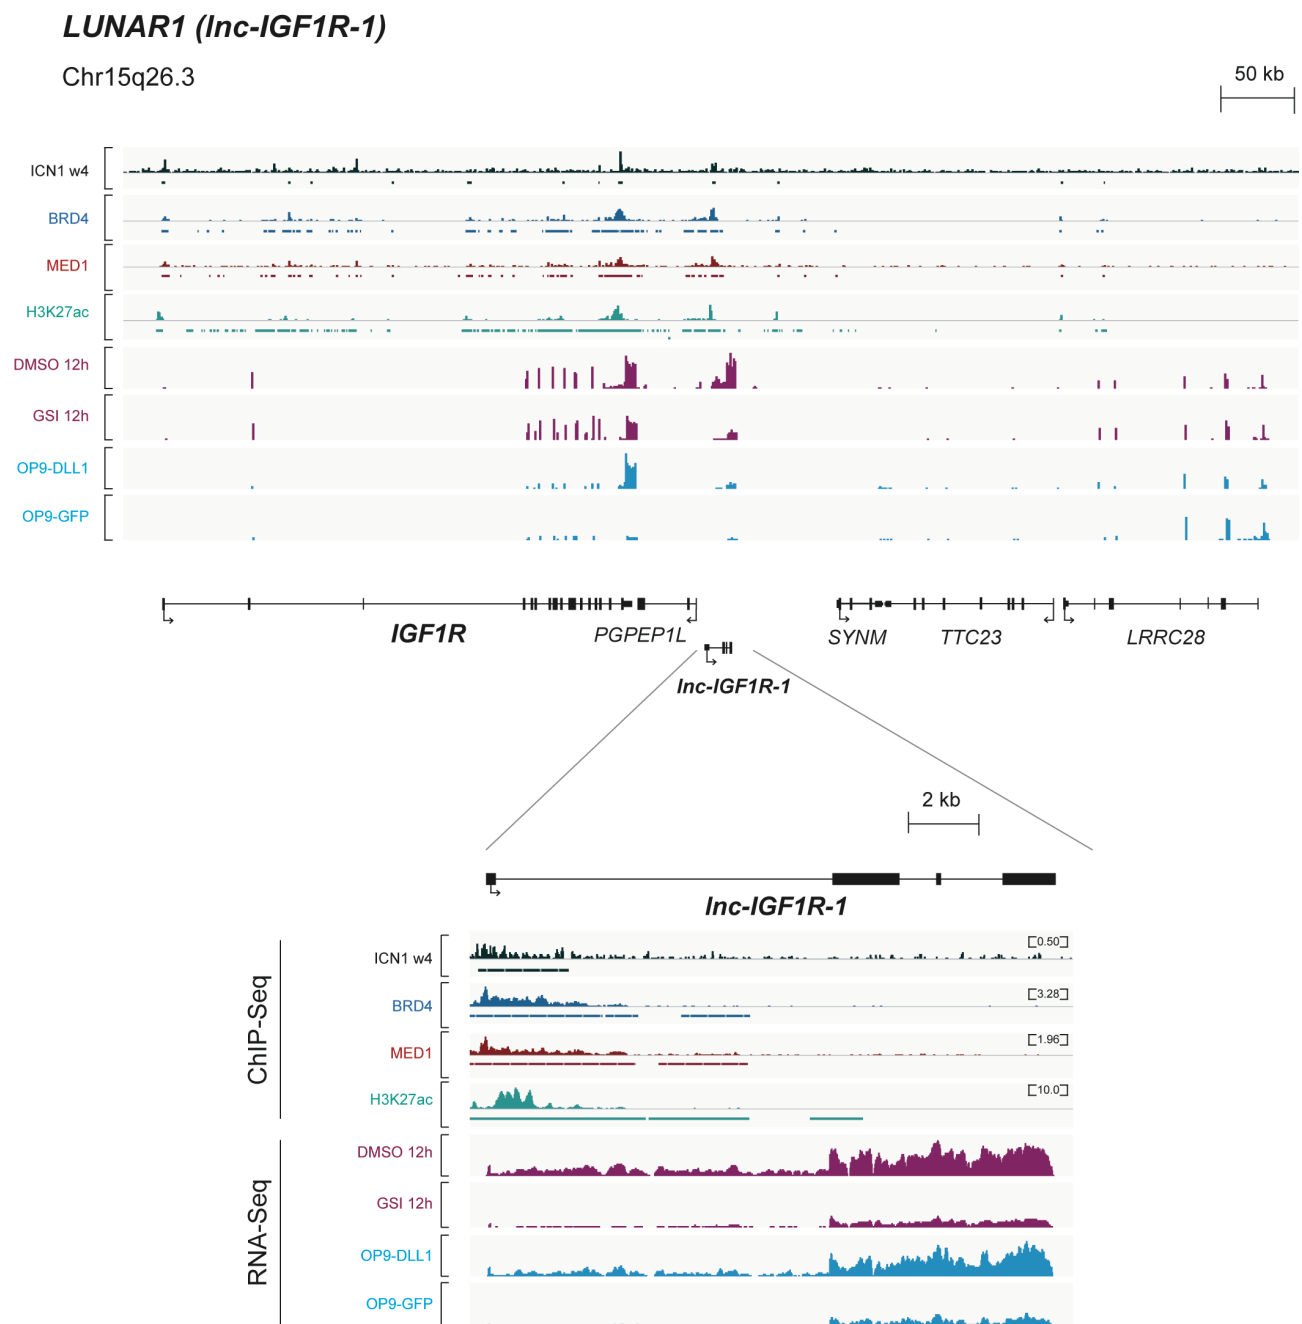 LUNAR1 (lnc-IGF1R-1)
Chr15q26.3
50 kb
ICN1 w4
BRD4
MED1
H3K27ac
DMSO 12h
GSI 12h
OP9-DLL1
OP9-GFP
IGF1R
PGPEP1L
SYNM
TTC23
LRRC28
lnc-IGF1R-1
2 kb
lnc-IGF1R-1
ChIP-Seq
ICN1 w4
[0.50]
BRD4
[3.28]
MED1
[1.96]
H3K27ac
[10.0]
RNA-Seq
DMSO 12h
GSI 12h
OP9-DLL1
OP9-GFP